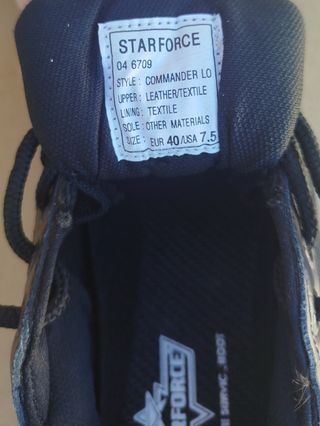 STARFORCE
04 6709
STYLE : COMMANDER LO
UPPER : LEATHER/TEXTILE
LINING : TEXTILE
SOLE : OTHER MATERIALS
SIZE : EUR 40/USA 7.5